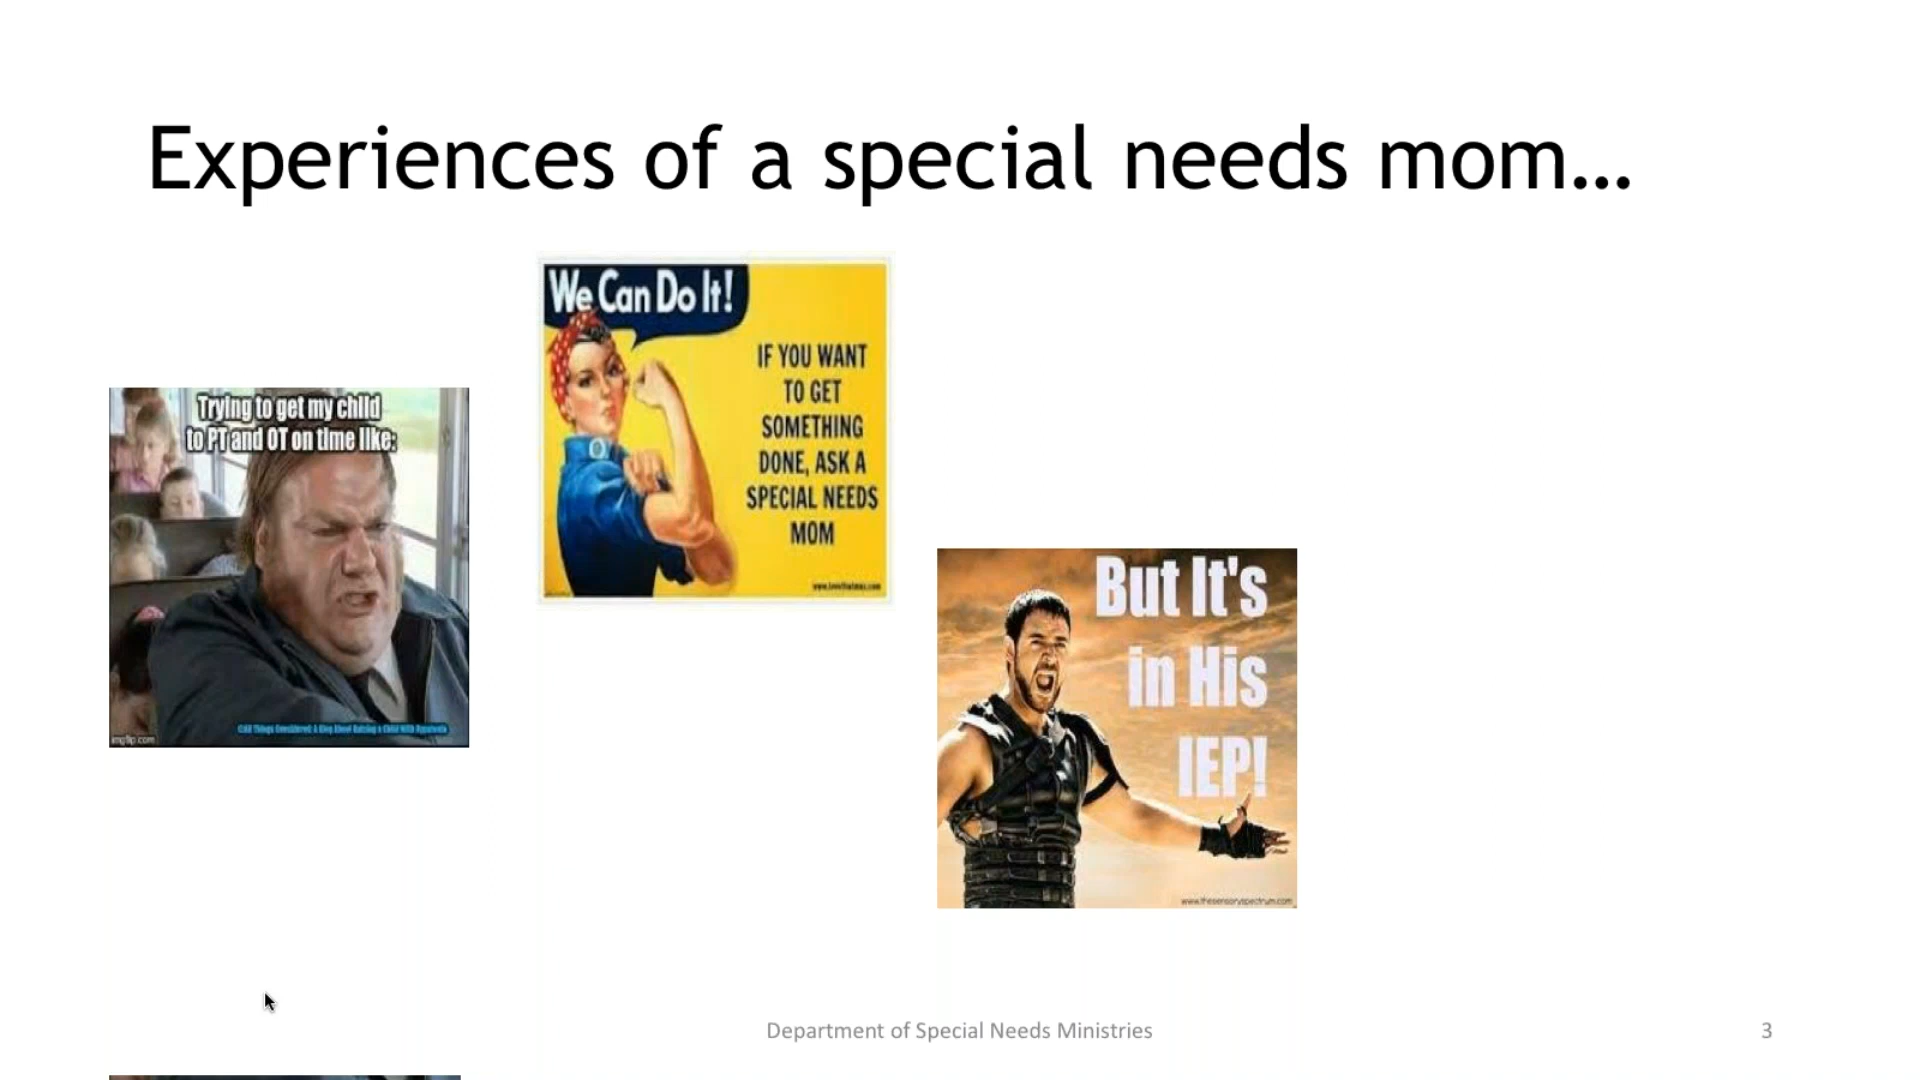 Experiences of a special needs mom...
Trying to get my child
to PT and OT on time like:
imgflip.com
We Can Do It!
IF YOU WANT
TO GET
SOMETHING
DONE, ASK A
SPECIAL NEEDS
MOM
But It's
in His
IEP!
www.thesensoryspectrum.com
Department of Special Needs Ministries
3